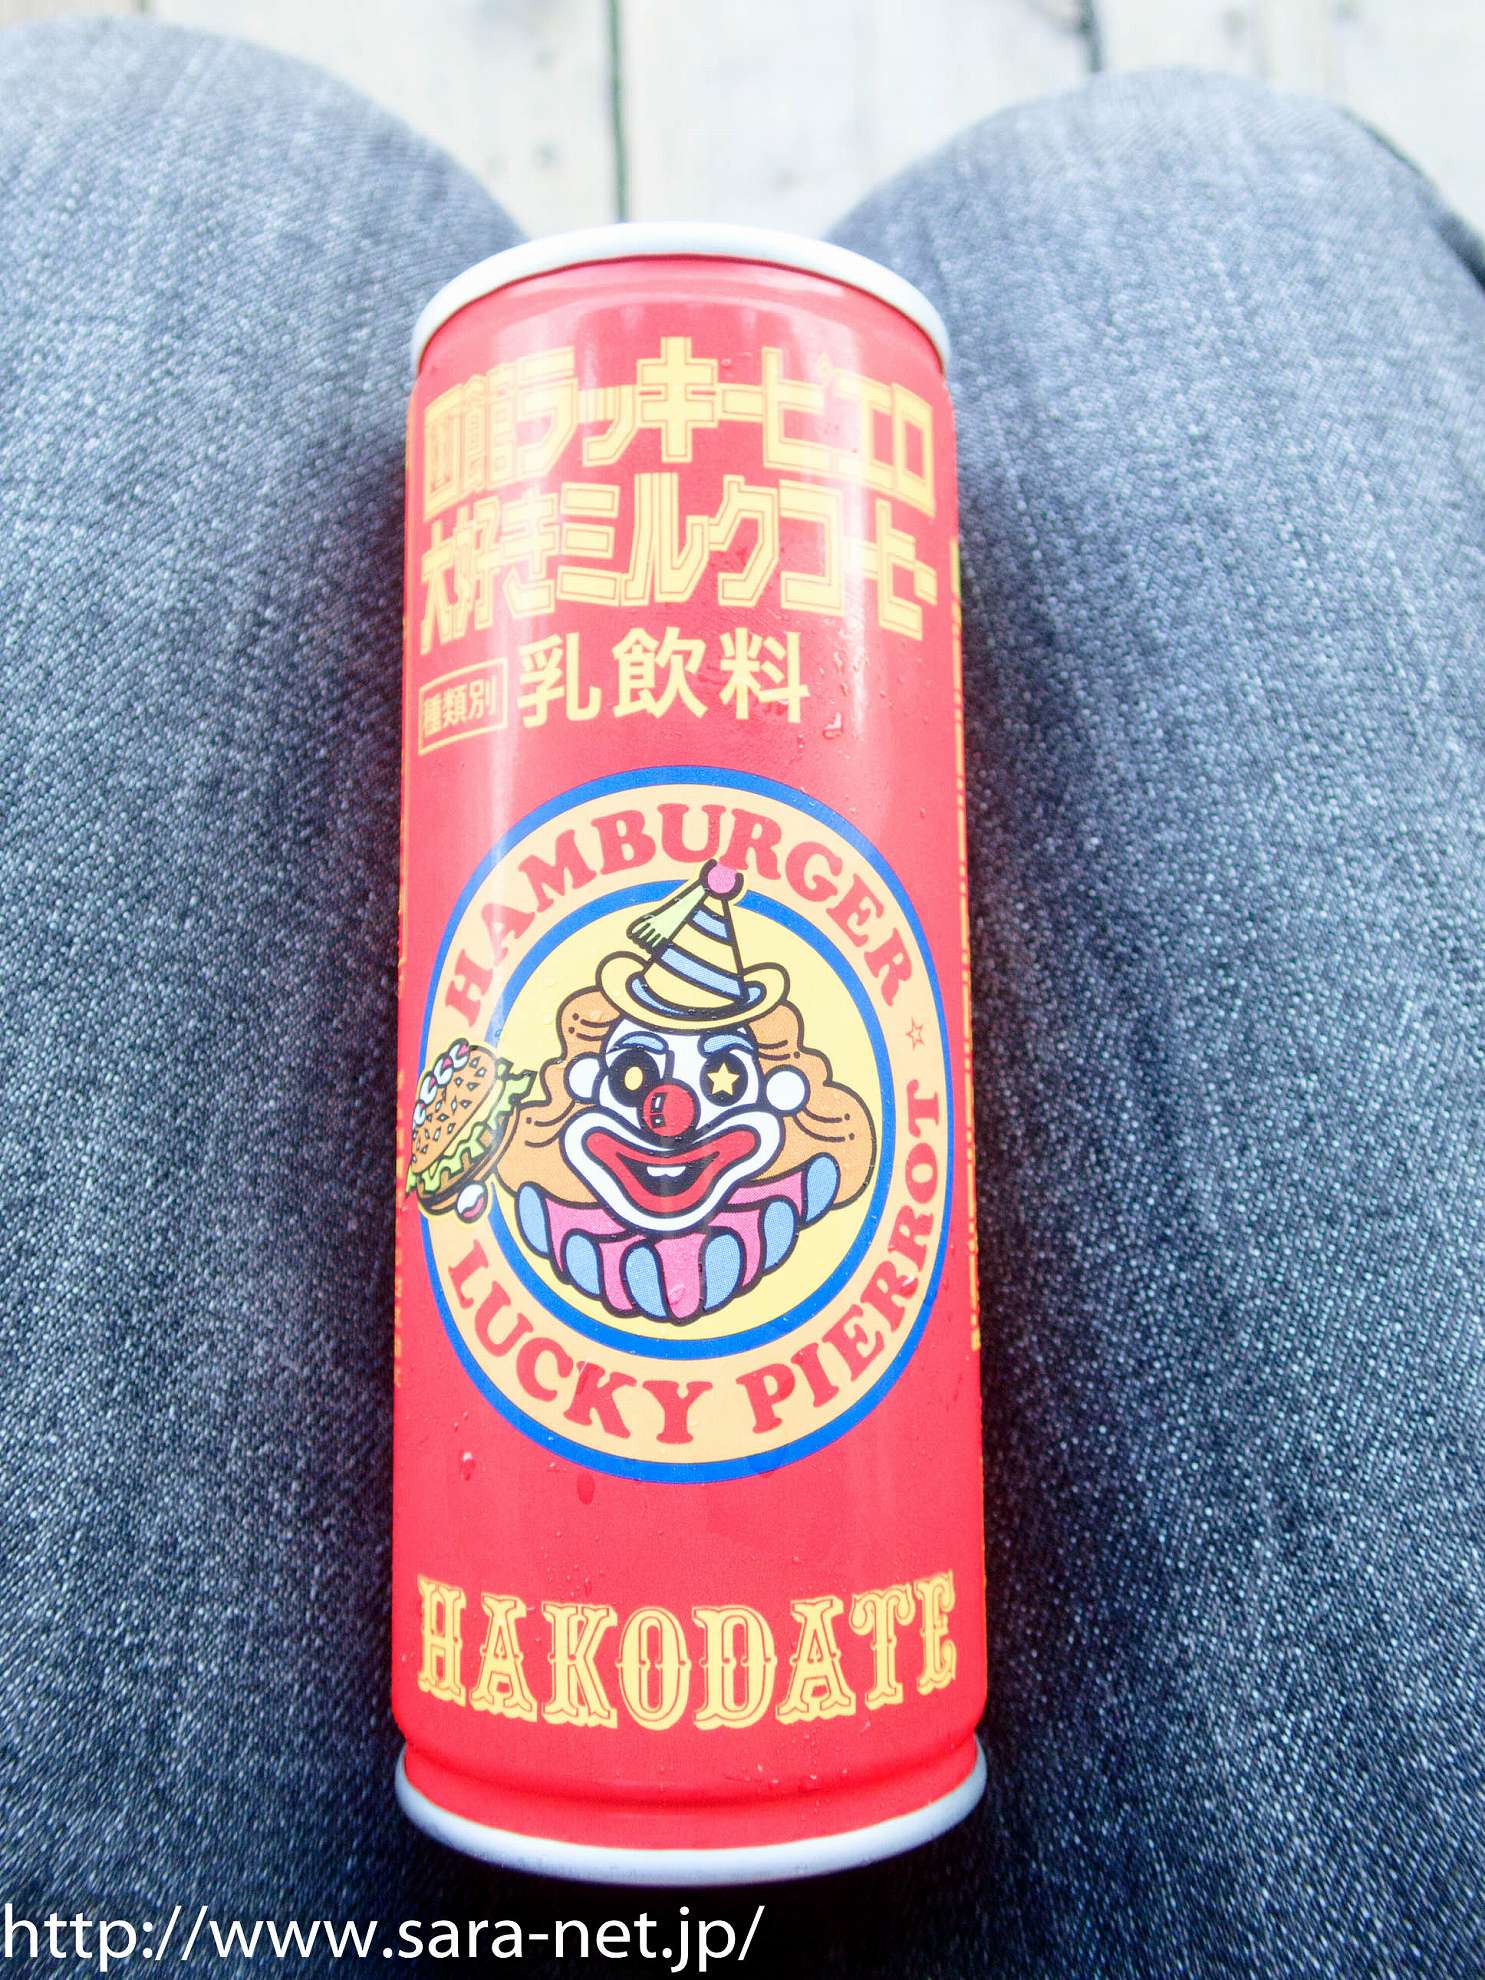 函館ラッキーピエロ
大好きミルクコーヒー
種類別 乳飲料
HAMBURGER ☆
LUCKY PIERROT
HAKODATE
http://www.sara-net.jp/